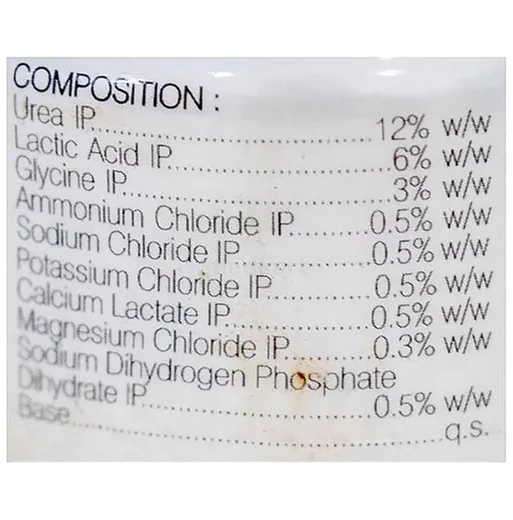 COMPOSITION :
Urea IP..............................12% w/w
Lactic Acid IP......................6% w/w
Glycine IP...........................3% w/w
Ammonium Chloride IP..........0.5% w/w
Sodium Chloride IP...............0.5% w/w
Potassium Chloride IP...........0.5% w/w
Calcium Lactate IP................0.5% w/w
Magnesium Chloride IP..........0.3% w/w
Sodium Dihydrogen Phosphate
Dihydrate IP........................0.5% w/w
Base....................................q.s.